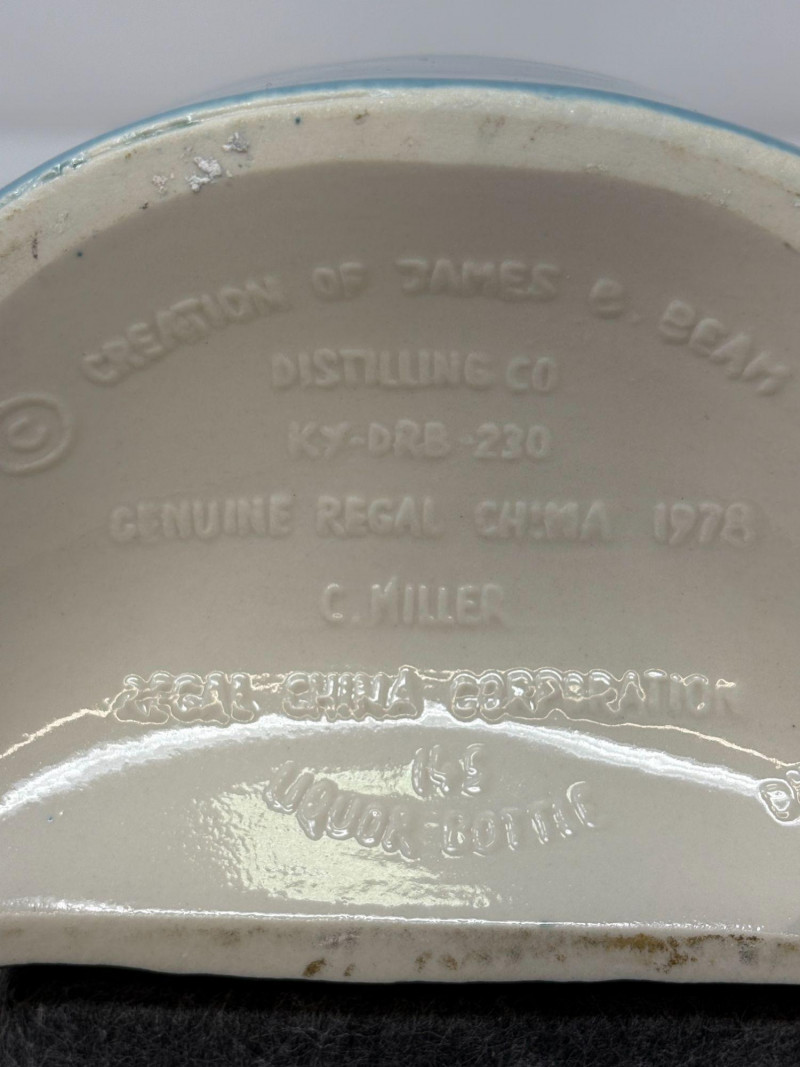 © CREATION OF JAMES B. BEAM
DISTILLING CO
KY-DRB-230
GENUINE REGAL CHINA 1978
C. MILLER
REGAL CHINA CORPORATION
LIQUOR BOTTLE